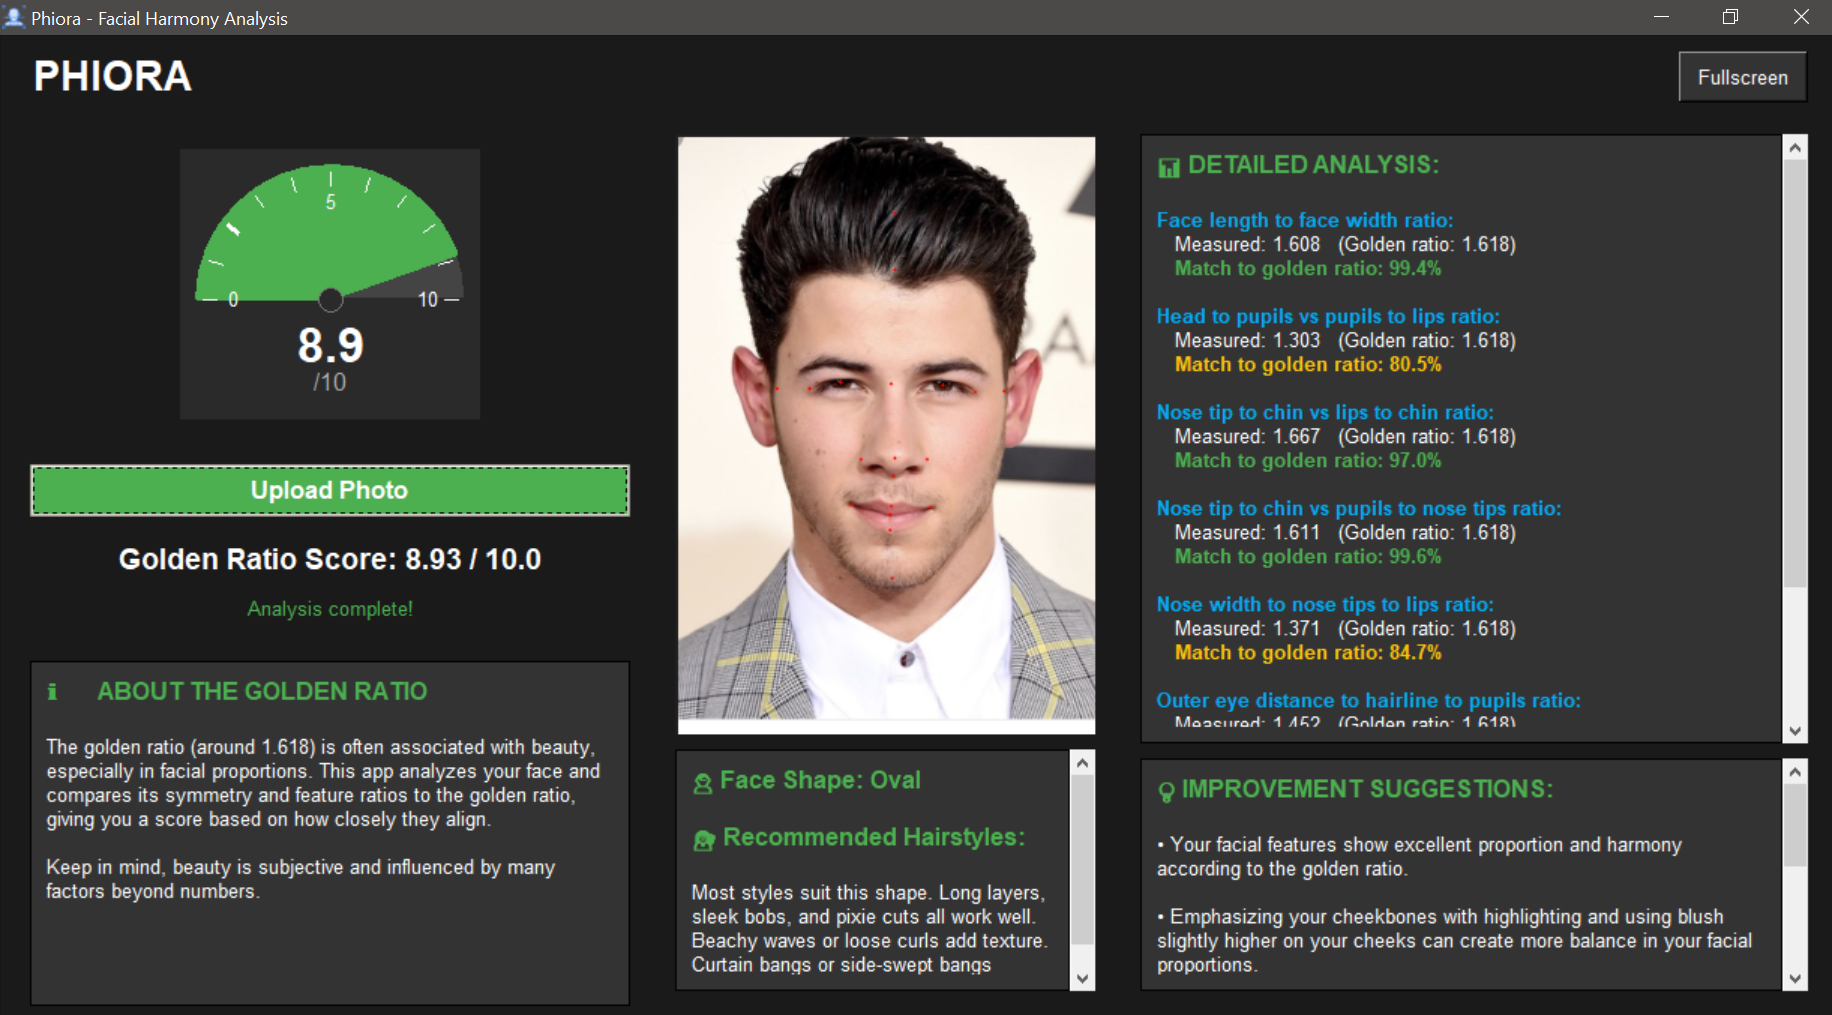 Phiora - Facial Harmony Analysis
PHIORA
Fullscreen
5
0
10
8.9
/10
Upload Photo
Golden Ratio Score: 8.93 / 10.0
Analysis complete!
ABOUT THE GOLDEN RATIO
The golden ratio (around 1.618) is often associated with beauty,
especially in facial proportions. This app analyzes your face and
compares its symmetry and feature ratios to the golden ratio,
giving you a score based on how closely they align.
Keep in mind, beauty is subjective and influenced by many
factors beyond numbers.
Face Shape: Oval
Recommended Hairstyles:
Most styles suit this shape. Long layers,
sleek bobs, and pixie cuts all work well.
Beachy waves or loose curls add texture.
Curtain bangs or side-swept bangs
DETAILED ANALYSIS:
Face length to face width ratio:
Measured: 1.608 (Golden ratio: 1.618)
Match to golden ratio: 99.4%
Head to pupils vs pupils to lips ratio:
Measured: 1.303 (Golden ratio: 1.618)
Match to golden ratio: 80.5%
Nose tip to chin vs lips to chin ratio:
Measured: 1.667 (Golden ratio: 1.618)
Match to golden ratio: 97.0%
Nose tip to chin vs pupils to nose tips ratio:
Measured: 1.611 (Golden ratio: 1.618)
Match to golden ratio: 99.6%
Nose width to nose tips to lips ratio:
Measured: 1.371 (Golden ratio: 1.618)
Match to golden ratio: 84.7%
Outer eye distance to hairline to pupils ratio:
Measured: 1.452 (Golden ratio: 1.618)
IMPROVEMENT SUGGESTIONS:
• Your facial features show excellent proportion and harmony
according to the golden ratio.
• Emphasizing your cheekbones with highlighting and using blush
slightly higher on your cheeks can create more balance in your facial
proportions.